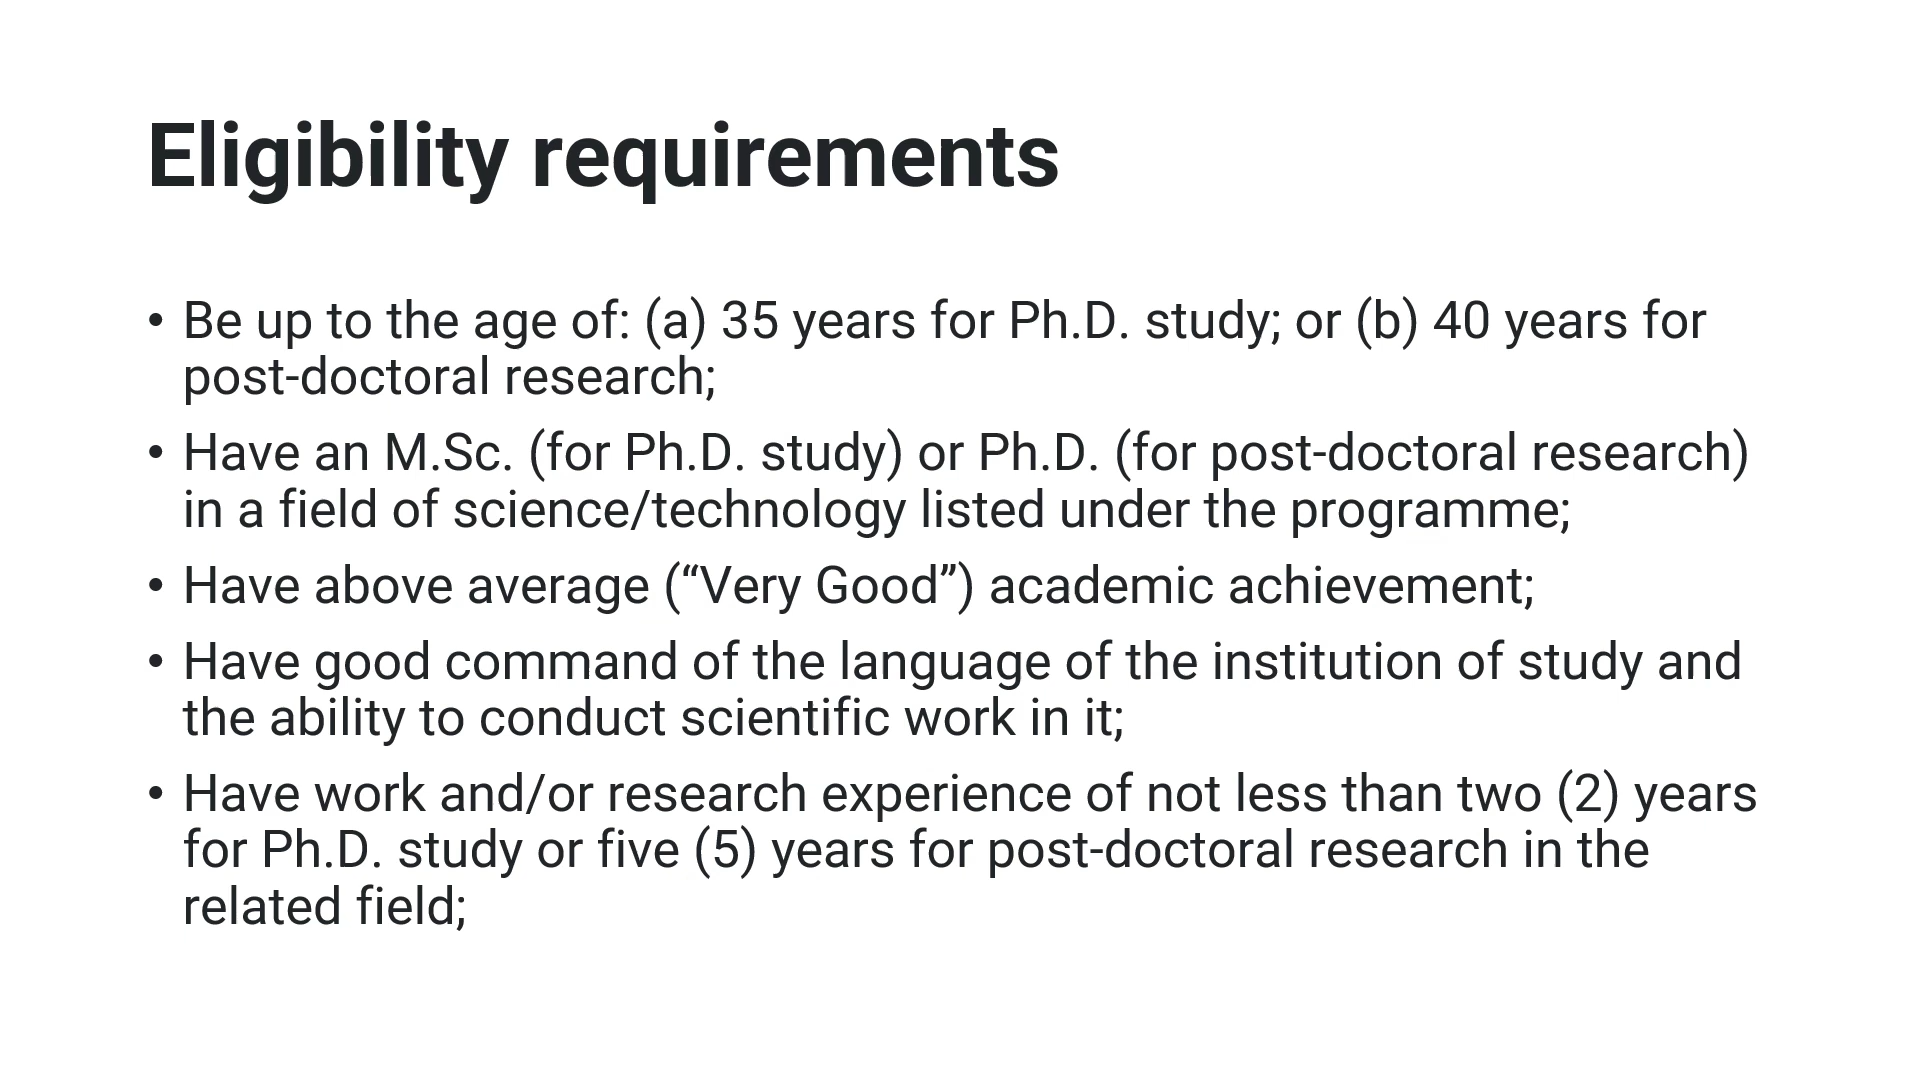 Eligibility requirements
• Be up to the age of: (a) 35 years for Ph.D. study; or (b) 40 years for
post-doctoral research;
• Have an M.Sc. (for Ph.D. study) or Ph.D. (for post-doctoral research)
in a field of science/technology listed under the programme;
• Have above average (“Very Good”) academic achievement;
• Have good command of the language of the institution of study and
the ability to conduct scientific work in it;
• Have work and/or research experience of not less than two (2) years
for Ph.D. study or five (5) years for post-doctoral research in the
related field;